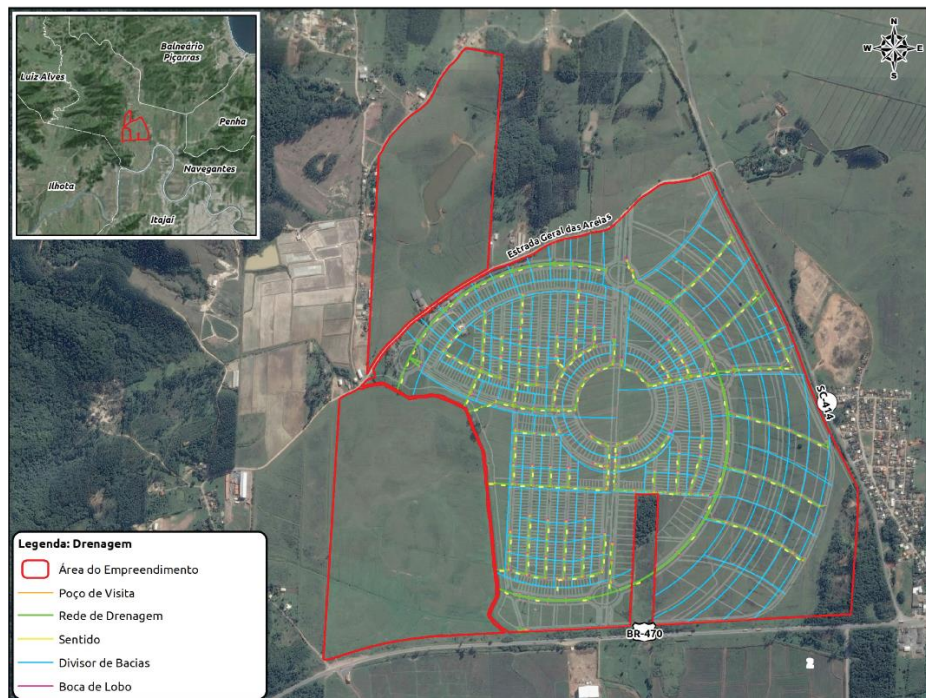 Balneário
Piçarras
Luiz Alves
Penha
Navegantes
Ilhota
Itajaí
N
W
E
S
Estrada Geral das Areias
SC-414
BR-470
2
Legenda: Drenagem
Área do Empreendimento
Poço de Visita
Rede de Drenagem
Sentido
Divisor de Bacias
Boca de Lobo